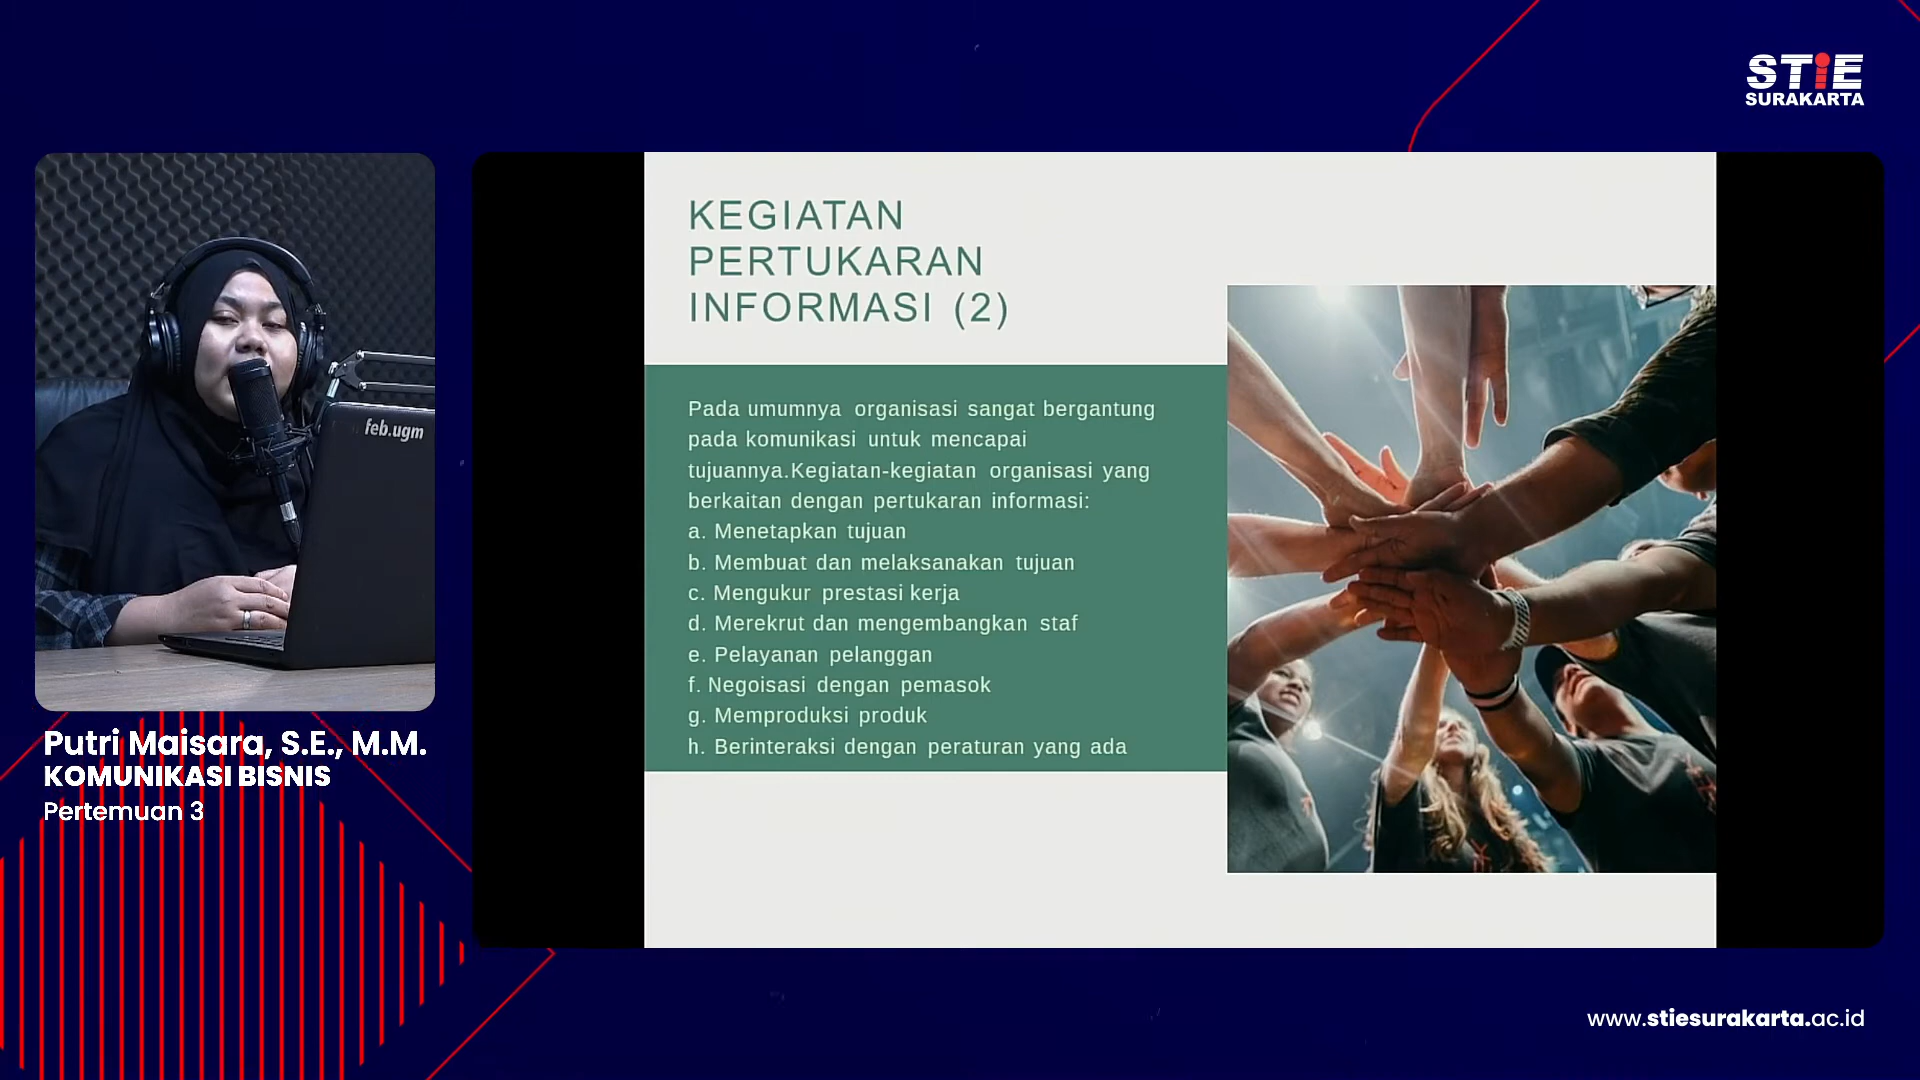 STiE
SURAKARTA
feb.ugm
Putri Maisara, S.E., M.M.
KOMUNIKASI BISNIS
Pertemuan 3
KEGIATAN
PERTUKARAN
INFORMASI (2)
Pada umumnya organisasi sangat bergantung
pada komunikasi untuk mencapai
tujuannya.Kegiatan-kegiatan organisasi yang
berkaitan dengan pertukaran informasi:
a. Menetapkan tujuan
b. Membuat dan melaksanakan tujuan
c. Mengukur prestasi kerja
d. Merekrut dan mengembangkan staf
e. Pelayanan pelanggan
f. Negoisasi dengan pemasok
g. Memproduksi produk
h. Berinteraksi dengan peraturan yang ada
www.stiesurakarta.ac.id